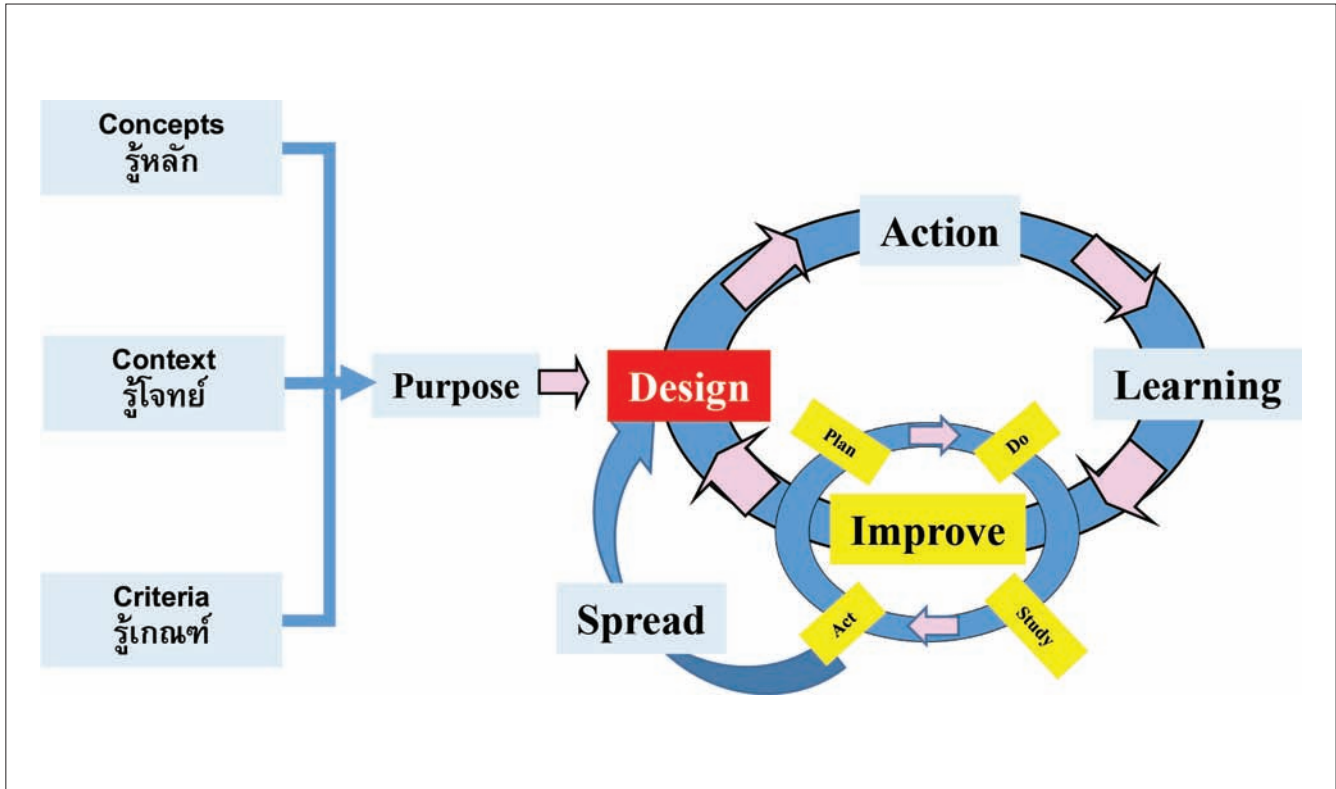 Concepts
รู้หลัก
Context
รู้โจทย์
Criteria
รู้เกณฑ์
Purpose
Design
Action
Learning
Improve
Plan
Do
Study
Act
Spread